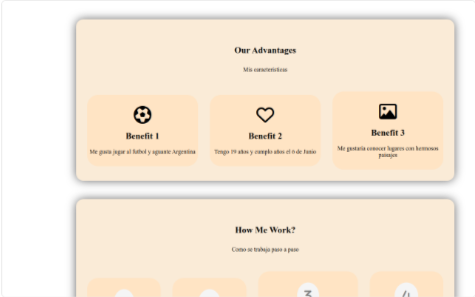 Our Advantages
Mis características
Benefit 1
Me gusta jugar al futbol y aguante Argentina
Benefit 2
Tengo 19 años y cumplo años el 6 de Junio
Benefit 3
Me gustaría conocer lugares con hermosos
paisajes
How Me Work?
Como se trabaja paso a paso
3
4